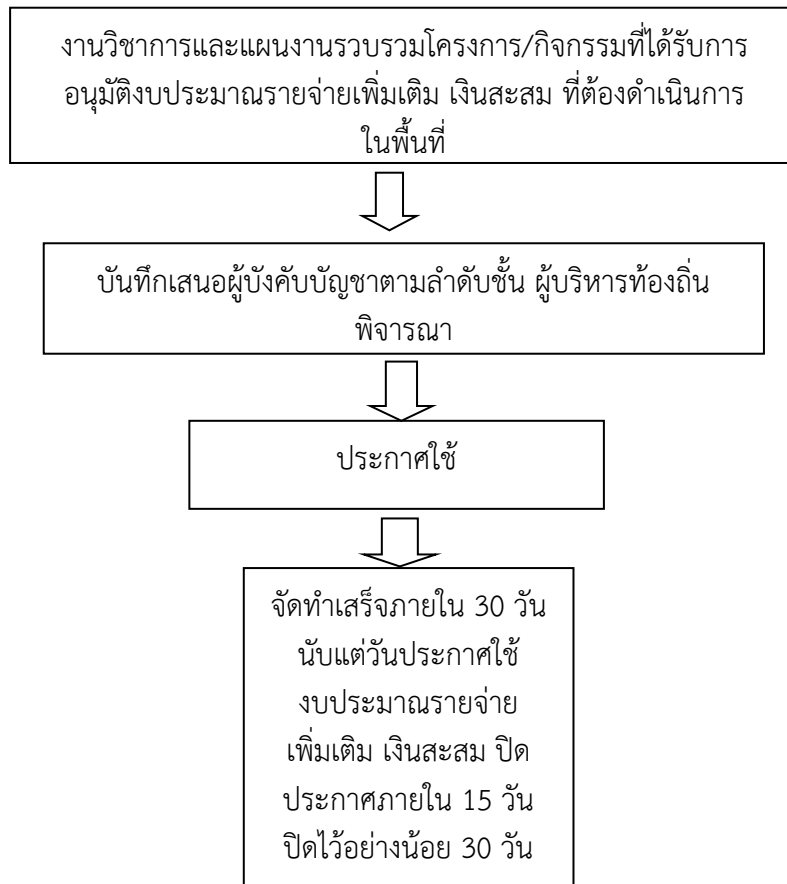 งานวิชาการและแผนงานรวบรวมโครงการ/กิจกรรมที่ได้รับการ
อนุมัติงบประมาณรายจ่ายเพิ่มเติม เงินสะสม ที่ต้องดำเนินการ
ในพื้นที่
บันทึกเสนอผู้บังคับบัญชาตามลำดับชั้น ผู้บริหารท้องถิ่น
พิจารณา
ประกาศใช้
จัดทำเสร็จภายใน 30 วัน
นับแต่วันประกาศใช้
งบประมาณรายจ่าย
เพิ่มเติม เงินสะสม ปิด
ประกาศภายใน 15 วัน
ปิดไว้อย่างน้อย 30 วัน